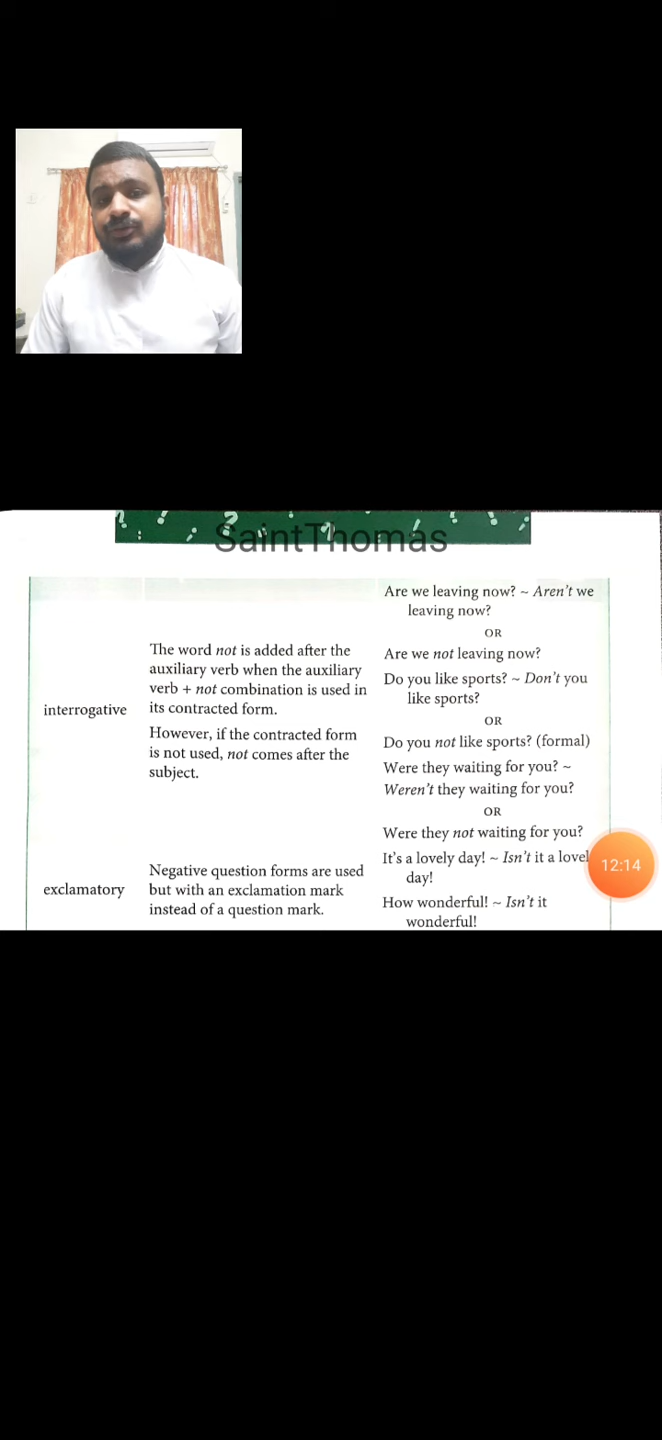 SaintThomas
interrogative
The word not is added after the
auxiliary verb when the auxiliary
verb + not combination is used in
its contracted form.
However, if the contracted form
is not used, not comes after the
subject.
Are we leaving now? ~ Aren't we
leaving now?
OR
Are we not leaving now?
Do you like sports? ~ Don't you
like sports?
OR
Do you not like sports? (formal)
Were they waiting for you? ~
Weren't they waiting for you?
OR
Were they not waiting for you?
exclamatory
Negative question forms are used
but with an exclamation mark
instead of a question mark.
It's a lovely day! ~ Isn't it a lovel
day!
How wonderful! ~ Isn't it
wonderful!
12:14